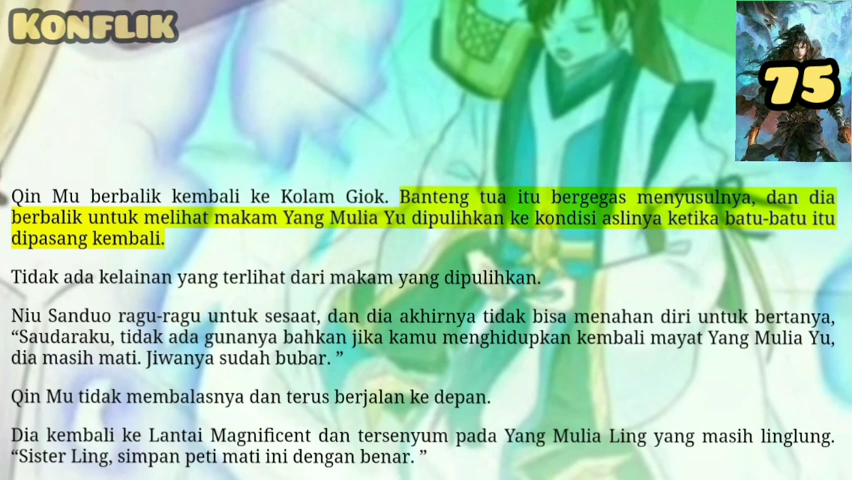 KONFLIK
75
Qin Mu berbalik kembali ke Kolam Giok. Banteng tua itu bergegas menyusulnya, dan dia
berbalik untuk melihat makam Yang Mulia Yu dipulihkan ke kondisi aslinya ketika batu-batu itu
dipasang kembali.
Tidak ada kelainan yang terlihat dari makam yang dipulihkan.
Niu Sanduo ragu-ragu untuk sesaat, dan dia akhirnya tidak bisa menahan diri untuk bertanya,
“Saudaraku, tidak ada gunanya bahkan jika kamu menghidupkan kembali mayat Yang Mulia Yu,
dia masih mati. Jiwanya sudah bubar. ”
Qin Mu tidak membalasnya dan terus berjalan ke depan.
Dia kembali ke Lantai Magnificent dan tersenyum pada Yang Mulia Ling yang masih linglung.
“Sister Ling, simpan peti mati ini dengan benar. ”